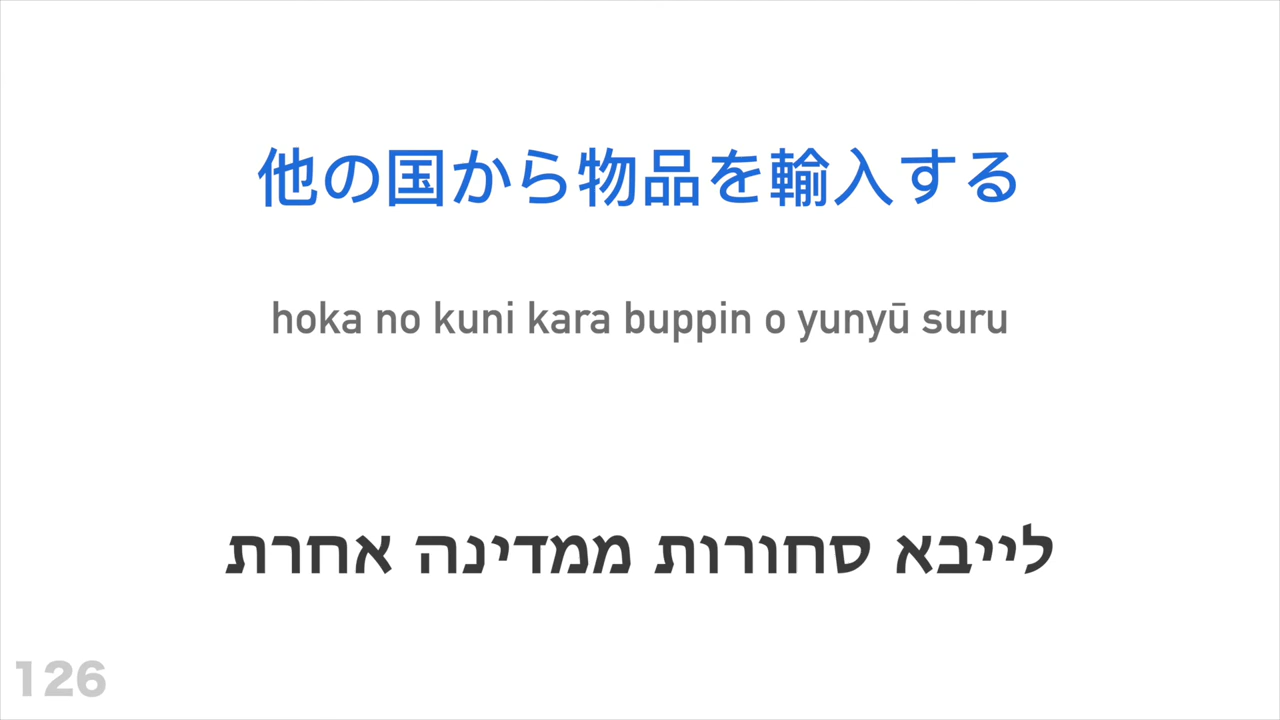 他の国から物品を輸入する
hoka no kuni kara buppin o yunyū suru
לייבא סחורות ממדינה אחרת
126